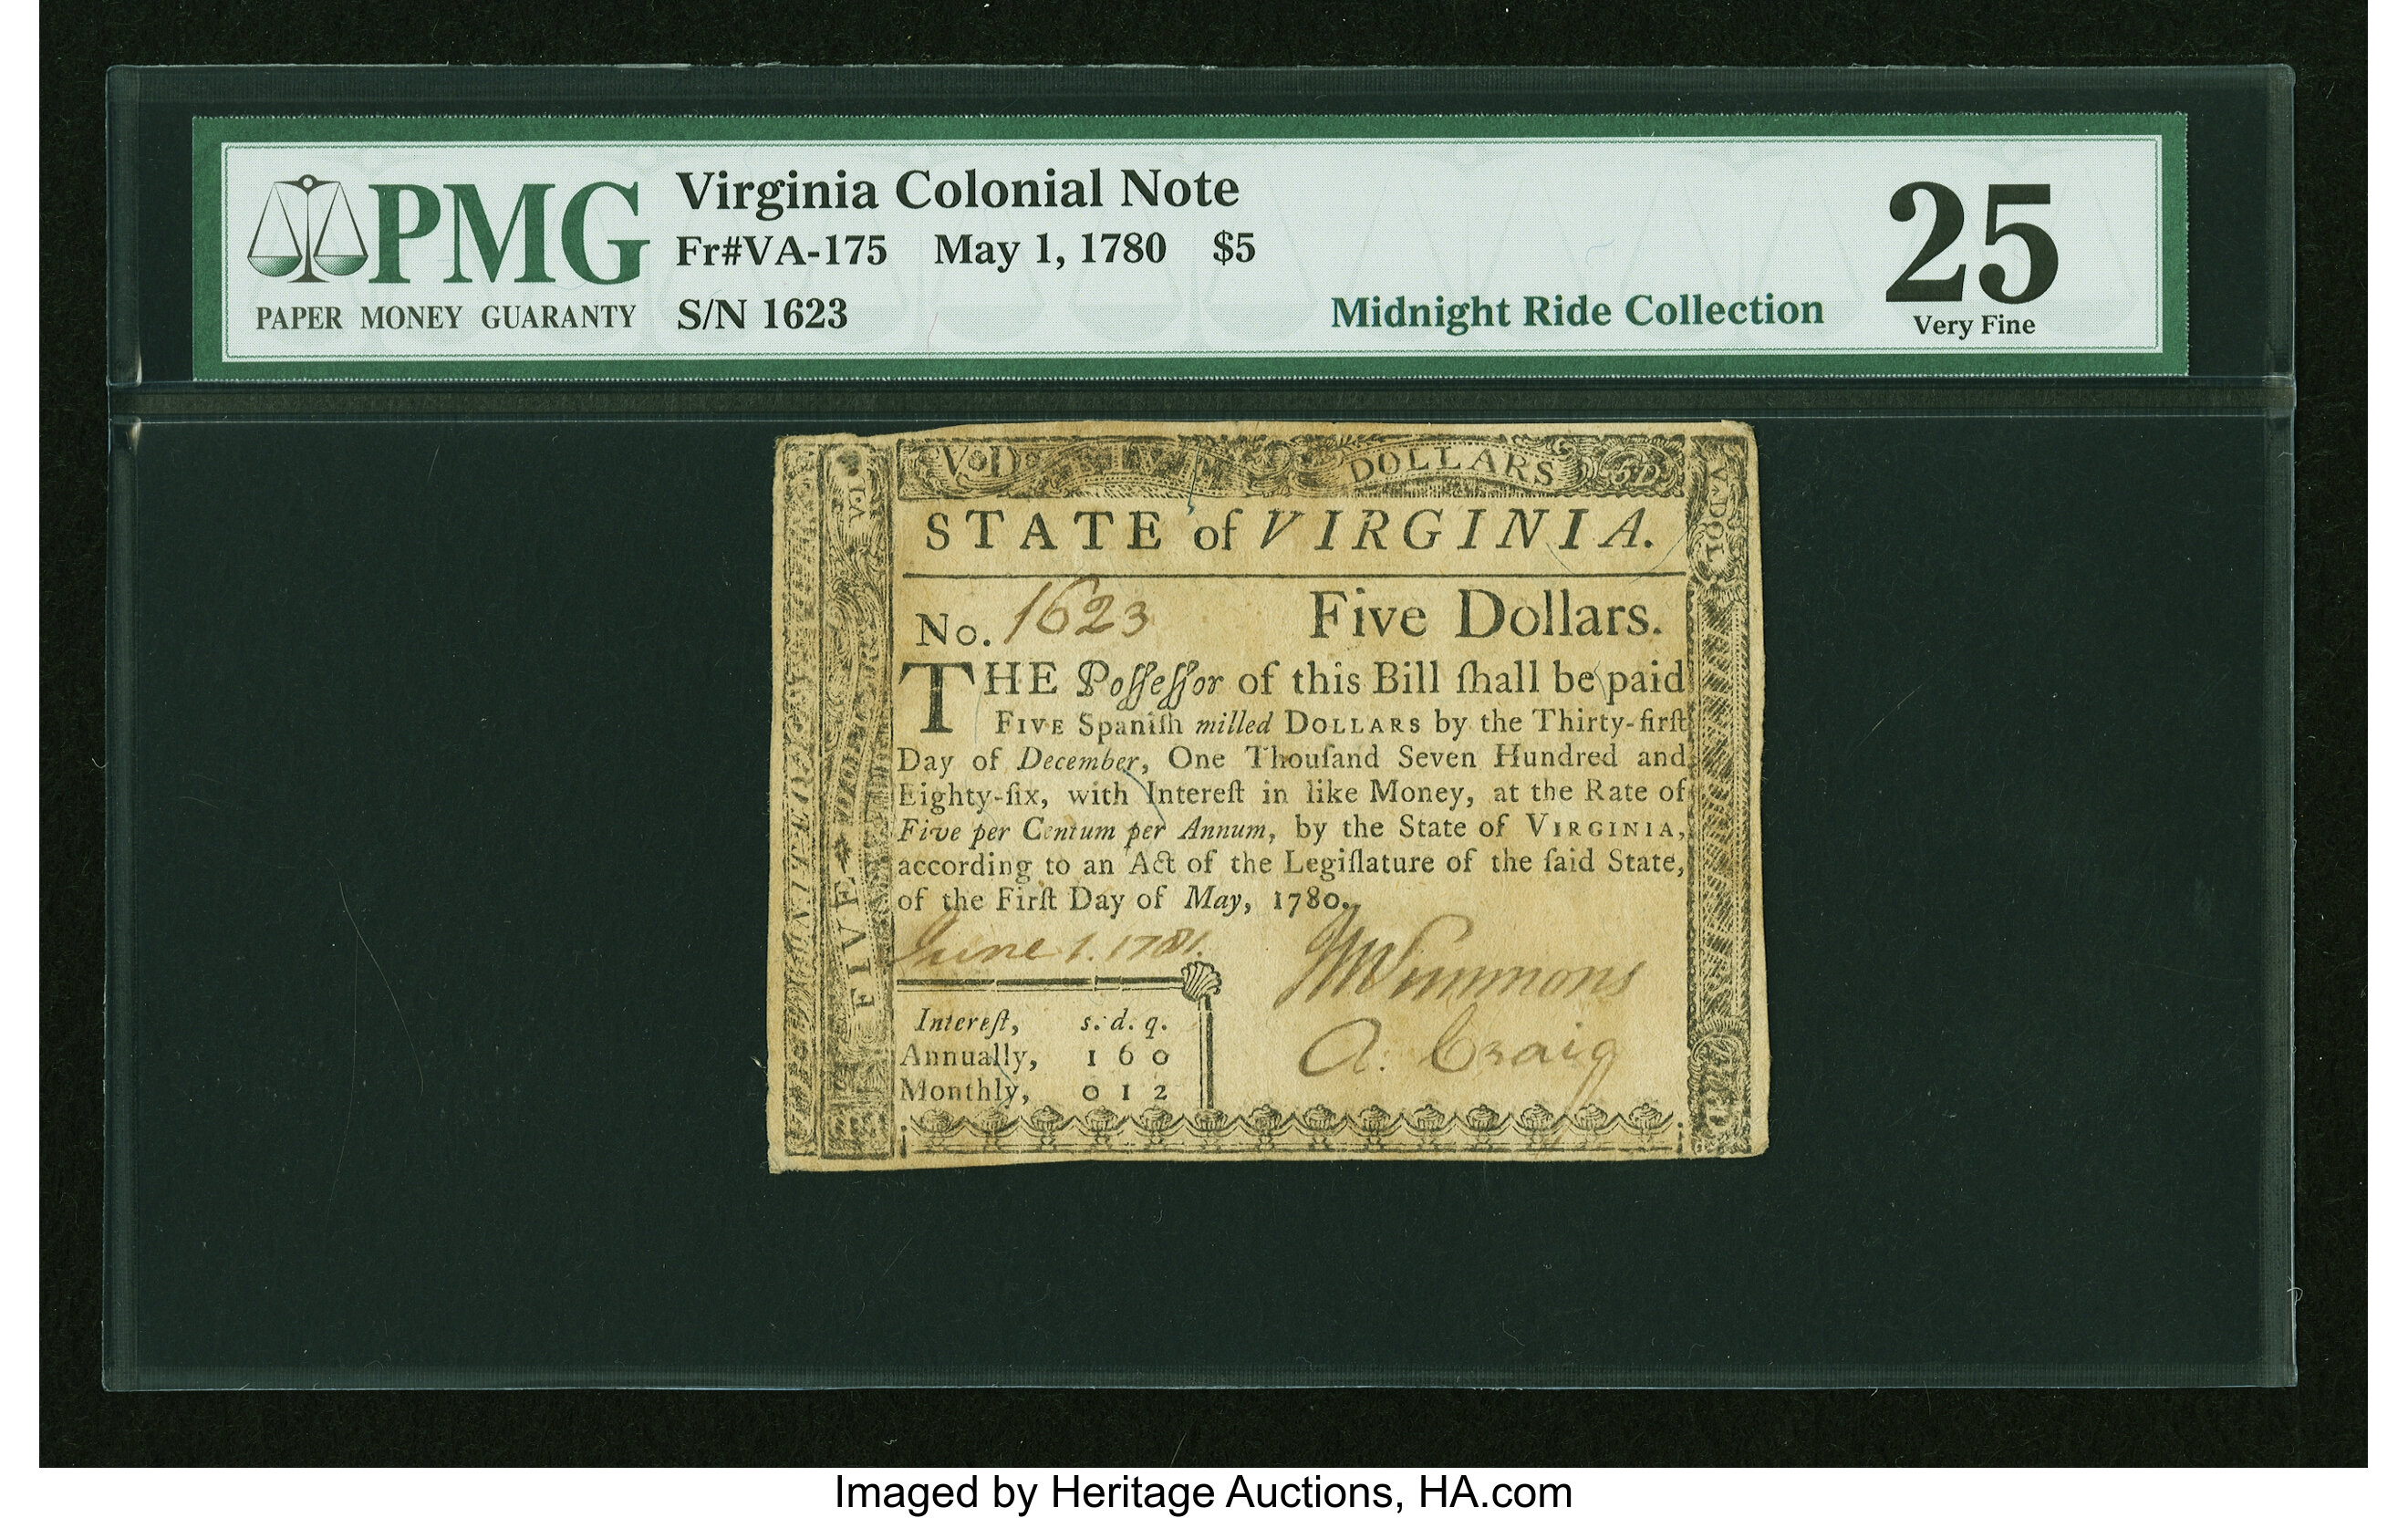 PMG
PAPER MONEY GUARANTY
Virginia Colonial Note
Fr#VA-175 May 1, 1780 $5
S/N 1623
Midnight Ride Collection
25
Very Fine
DOLLARS 5D
V.DOL.
FIVE
STATE of VIRGINIA.
No. 1623 Five Dollars.
THE Poſſeſſor of this Bill ſhall be paid
FIVE Spaniſh milled DOLLARS by the Thirty-firſt
Day of December, One Thouſand Seven Hundred and
Eighty-ſix, with Intereſt in like Money, at the Rate of
Five per Centum per Annum, by the State of VIRGINIA,
according to an Act of the Legiſlature of the ſaid State,
of the Firſt Day of May, 1780.
June 1. 1781.
Simmons
A. Craig
Intereſt, s. d. q.
Annually, 1 6 0
Monthly, 0 1 2
Imaged by Heritage Auctions, HA.com